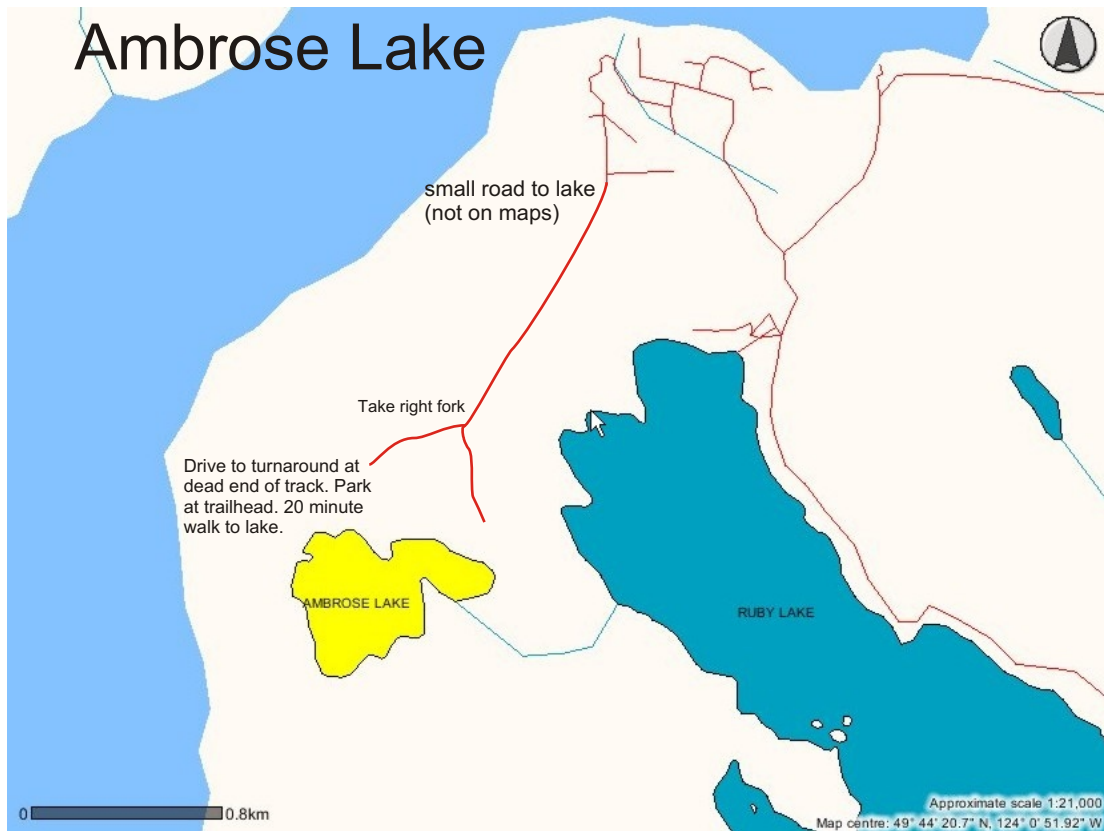 Ambrose Lake
small road to lake
(not on maps)
Take right fork
Drive to turnaround at
dead end of track. Park
at trailhead. 20 minute
walk to lake.
AMBROSE LAKE
RUBY LAKE
0
0.8km
Approximate scale 1:21,000
Map centre: 49° 44' 20.7" N, 124° 0' 51.92" W